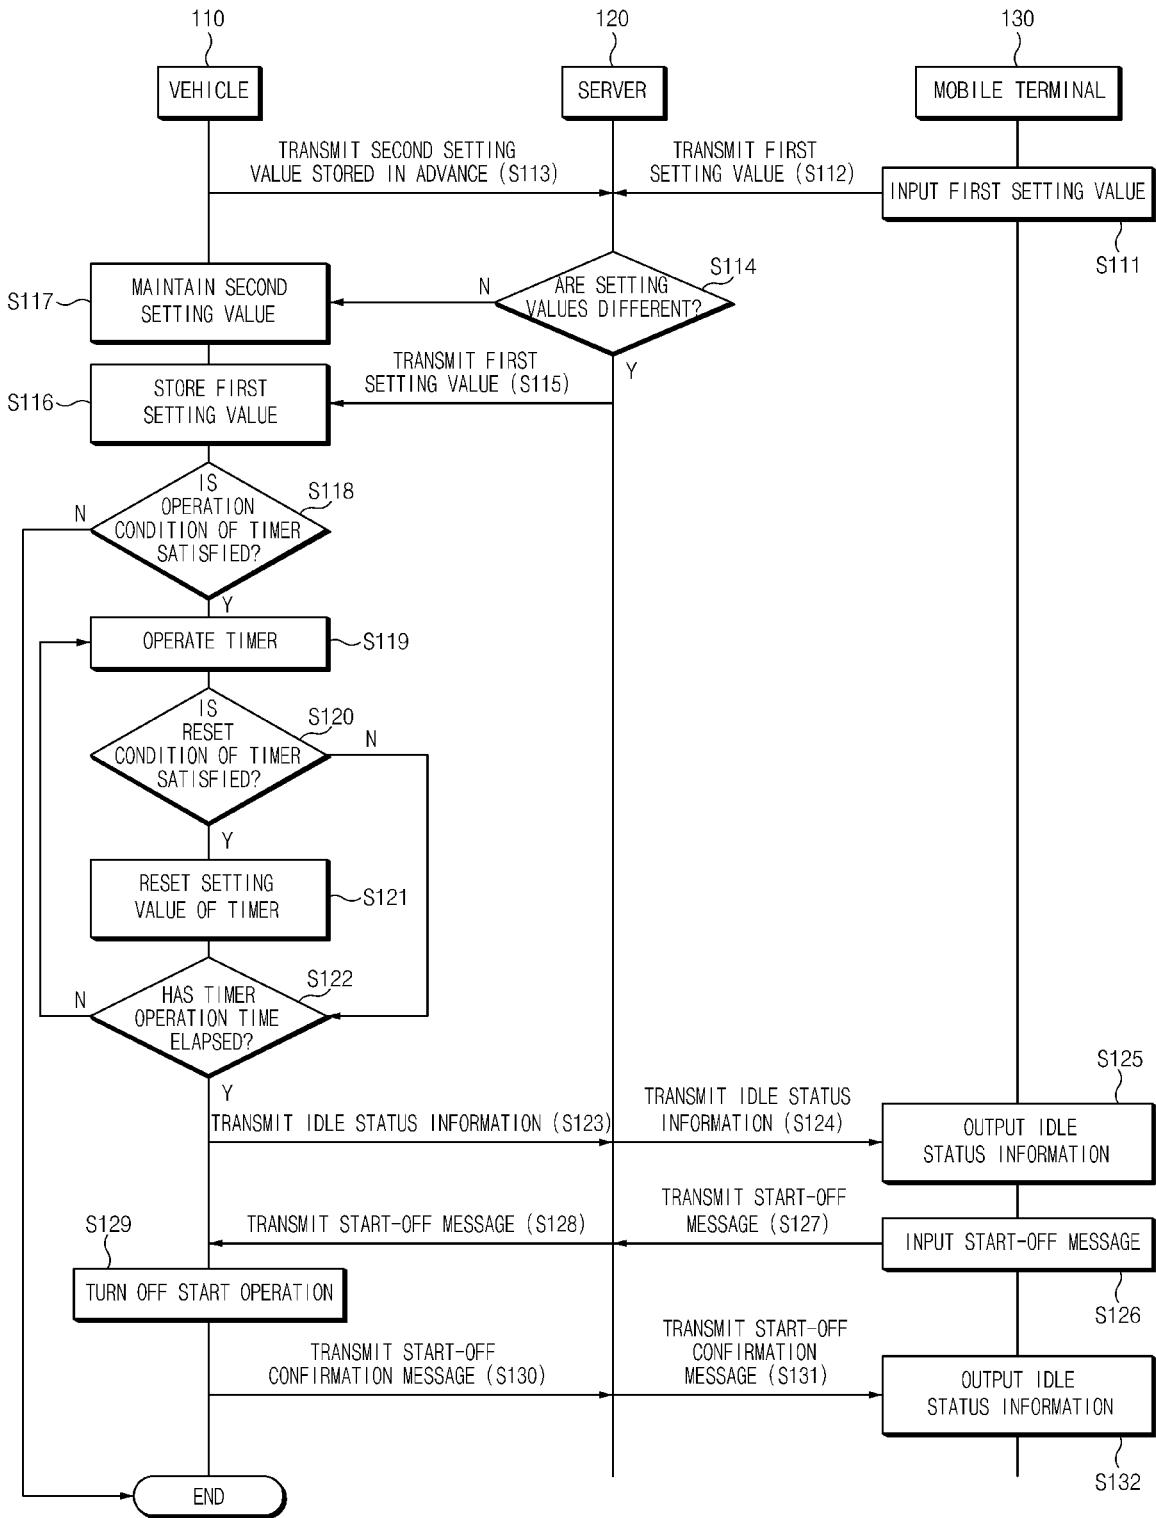 110
120
130
VEHICLE
SERVER
MOBILE TERMINAL
TRANSMIT SECOND SETTING
VALUE STORED IN ADVANCE (S113)
TRANSMIT FIRST
SETTING VALUE (S112)
INPUT FIRST SETTING VALUE
S111
S114
ARE SETTING
VALUES DIFFERENT?
N
Y
S117
MAINTAIN SECOND
SETTING VALUE
TRANSMIT FIRST
SETTING VALUE (S115)
S116
STORE FIRST
SETTING VALUE
S118
IS
OPERATION
CONDITION OF TIMER
SATISFIED?
N
Y
OPERATE TIMER
S119
S120
IS
RESET
CONDITION OF TIMER
SATISFIED?
N
Y
RESET SETTING
VALUE OF TIMER
S121
S122
HAS TIMER
OPERATION TIME
ELAPSED?
N
Y
TRANSMIT IDLE STATUS INFORMATION (S123)
TRANSMIT IDLE STATUS
INFORMATION (S124)
S125
OUTPUT IDLE
STATUS INFORMATION
TRANSMIT START-OFF
MESSAGE (S127)
TRANSMIT START-OFF MESSAGE (S128)
INPUT START-OFF MESSAGE
S126
S129
TURN OFF START OPERATION
TRANSMIT START-OFF
CONFIRMATION MESSAGE (S130)
TRANSMIT START-OFF
CONFIRMATION
MESSAGE (S131)
OUTPUT IDLE
STATUS INFORMATION
S132
END